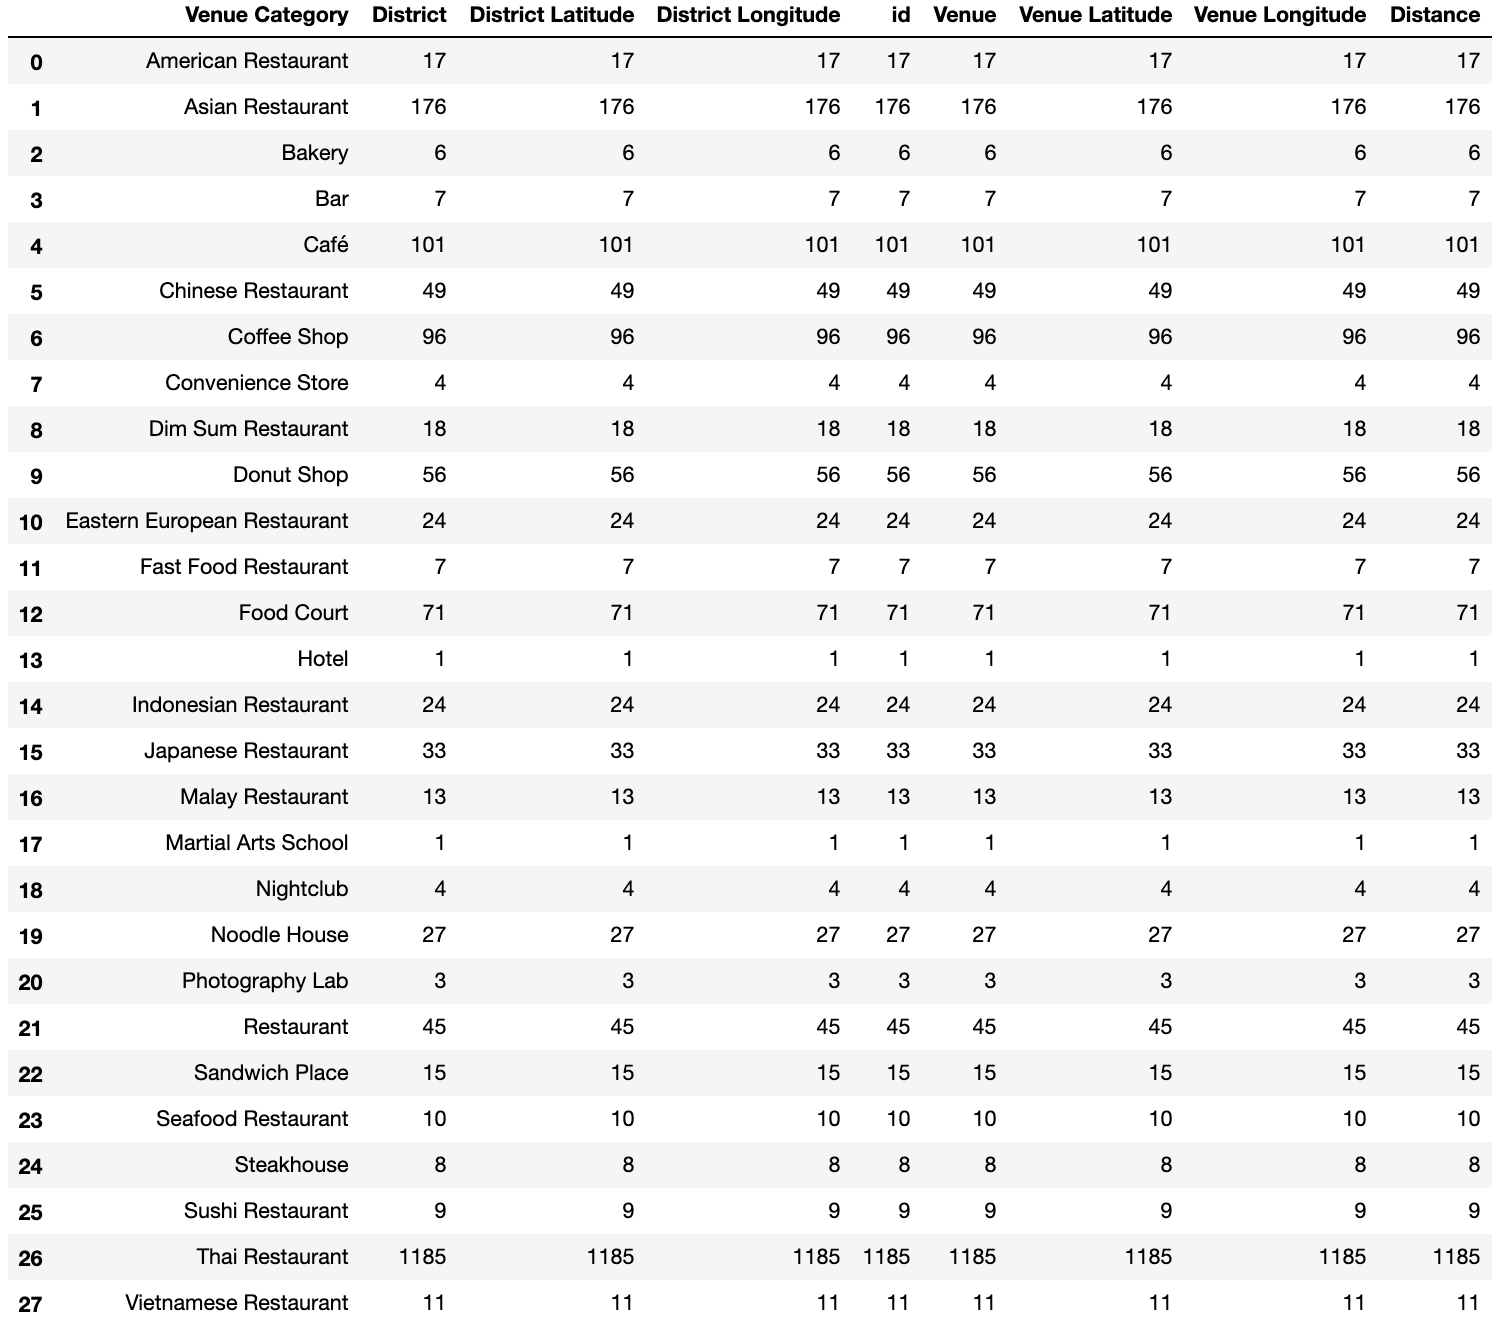 Venue Category District District Latitude District Longitude id Venue Venue Latitude Venue Longitude Distance
0 American Restaurant 17 17 17 17 17 17 17 17
1 Asian Restaurant 176 176 176 176 176 176 176 176
2 Bakery 6 6 6 6 6 6 6 6
3 Bar 7 7 7 7 7 7 7 7
4 Café 101 101 101 101 101 101 101 101
5 Chinese Restaurant 49 49 49 49 49 49 49 49
6 Coffee Shop 96 96 96 96 96 96 96 96
7 Convenience Store 4 4 4 4 4 4 4 4
8 Dim Sum Restaurant 18 18 18 18 18 18 18 18
9 Donut Shop 56 56 56 56 56 56 56 56
10 Eastern European Restaurant 24 24 24 24 24 24 24 24
11 Fast Food Restaurant 7 7 7 7 7 7 7 7
12 Food Court 71 71 71 71 71 71 71 71
13 Hotel 1 1 1 1 1 1 1 1
14 Indonesian Restaurant 24 24 24 24 24 24 24 24
15 Japanese Restaurant 33 33 33 33 33 33 33 33
16 Malay Restaurant 13 13 13 13 13 13 13 13
17 Martial Arts School 1 1 1 1 1 1 1 1
18 Nightclub 4 4 4 4 4 4 4 4
19 Noodle House 27 27 27 27 27 27 27 27
20 Photography Lab 3 3 3 3 3 3 3 3
21 Restaurant 45 45 45 45 45 45 45 45
22 Sandwich Place 15 15 15 15 15 15 15 15
23 Seafood Restaurant 10 10 10 10 10 10 10 10
24 Steakhouse 8 8 8 8 8 8 8 8
25 Sushi Restaurant 9 9 9 9 9 9 9 9
26 Thai Restaurant 1185 1185 1185 1185 1185 1185 1185 1185
27 Vietnamese Restaurant 11 11 11 11 11 11 11 11